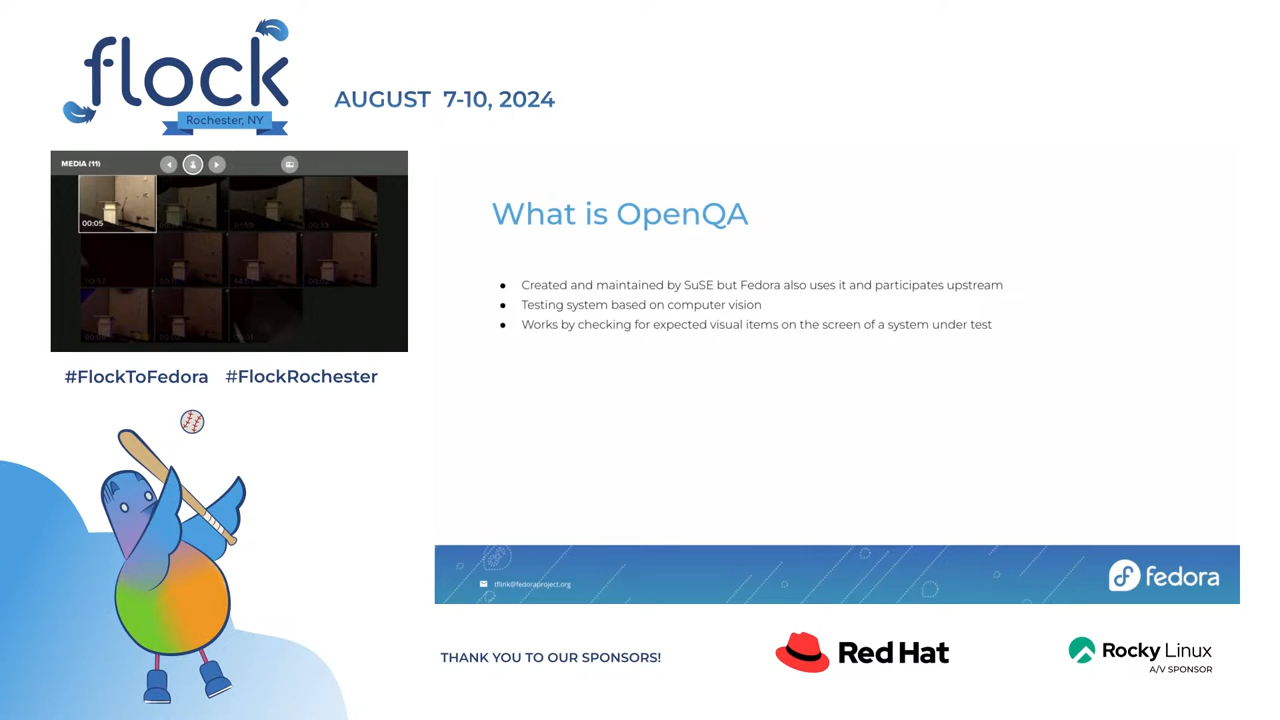 flock
Rochester, NY
AUGUST 7-10, 2024
MEDIA (11)
00:05
#FlockToFedora #FlockRochester
What is OpenQA
● Created and maintained by SuSE but Fedora also uses it and participates upstream
● Testing system based on computer vision
● Works by checking for expected visual items on the screen of a system under test
tflink@fedoraproject.org
fedora
THANK YOU TO OUR SPONSORS!
Red Hat
Rocky Linux
A/V SPONSOR